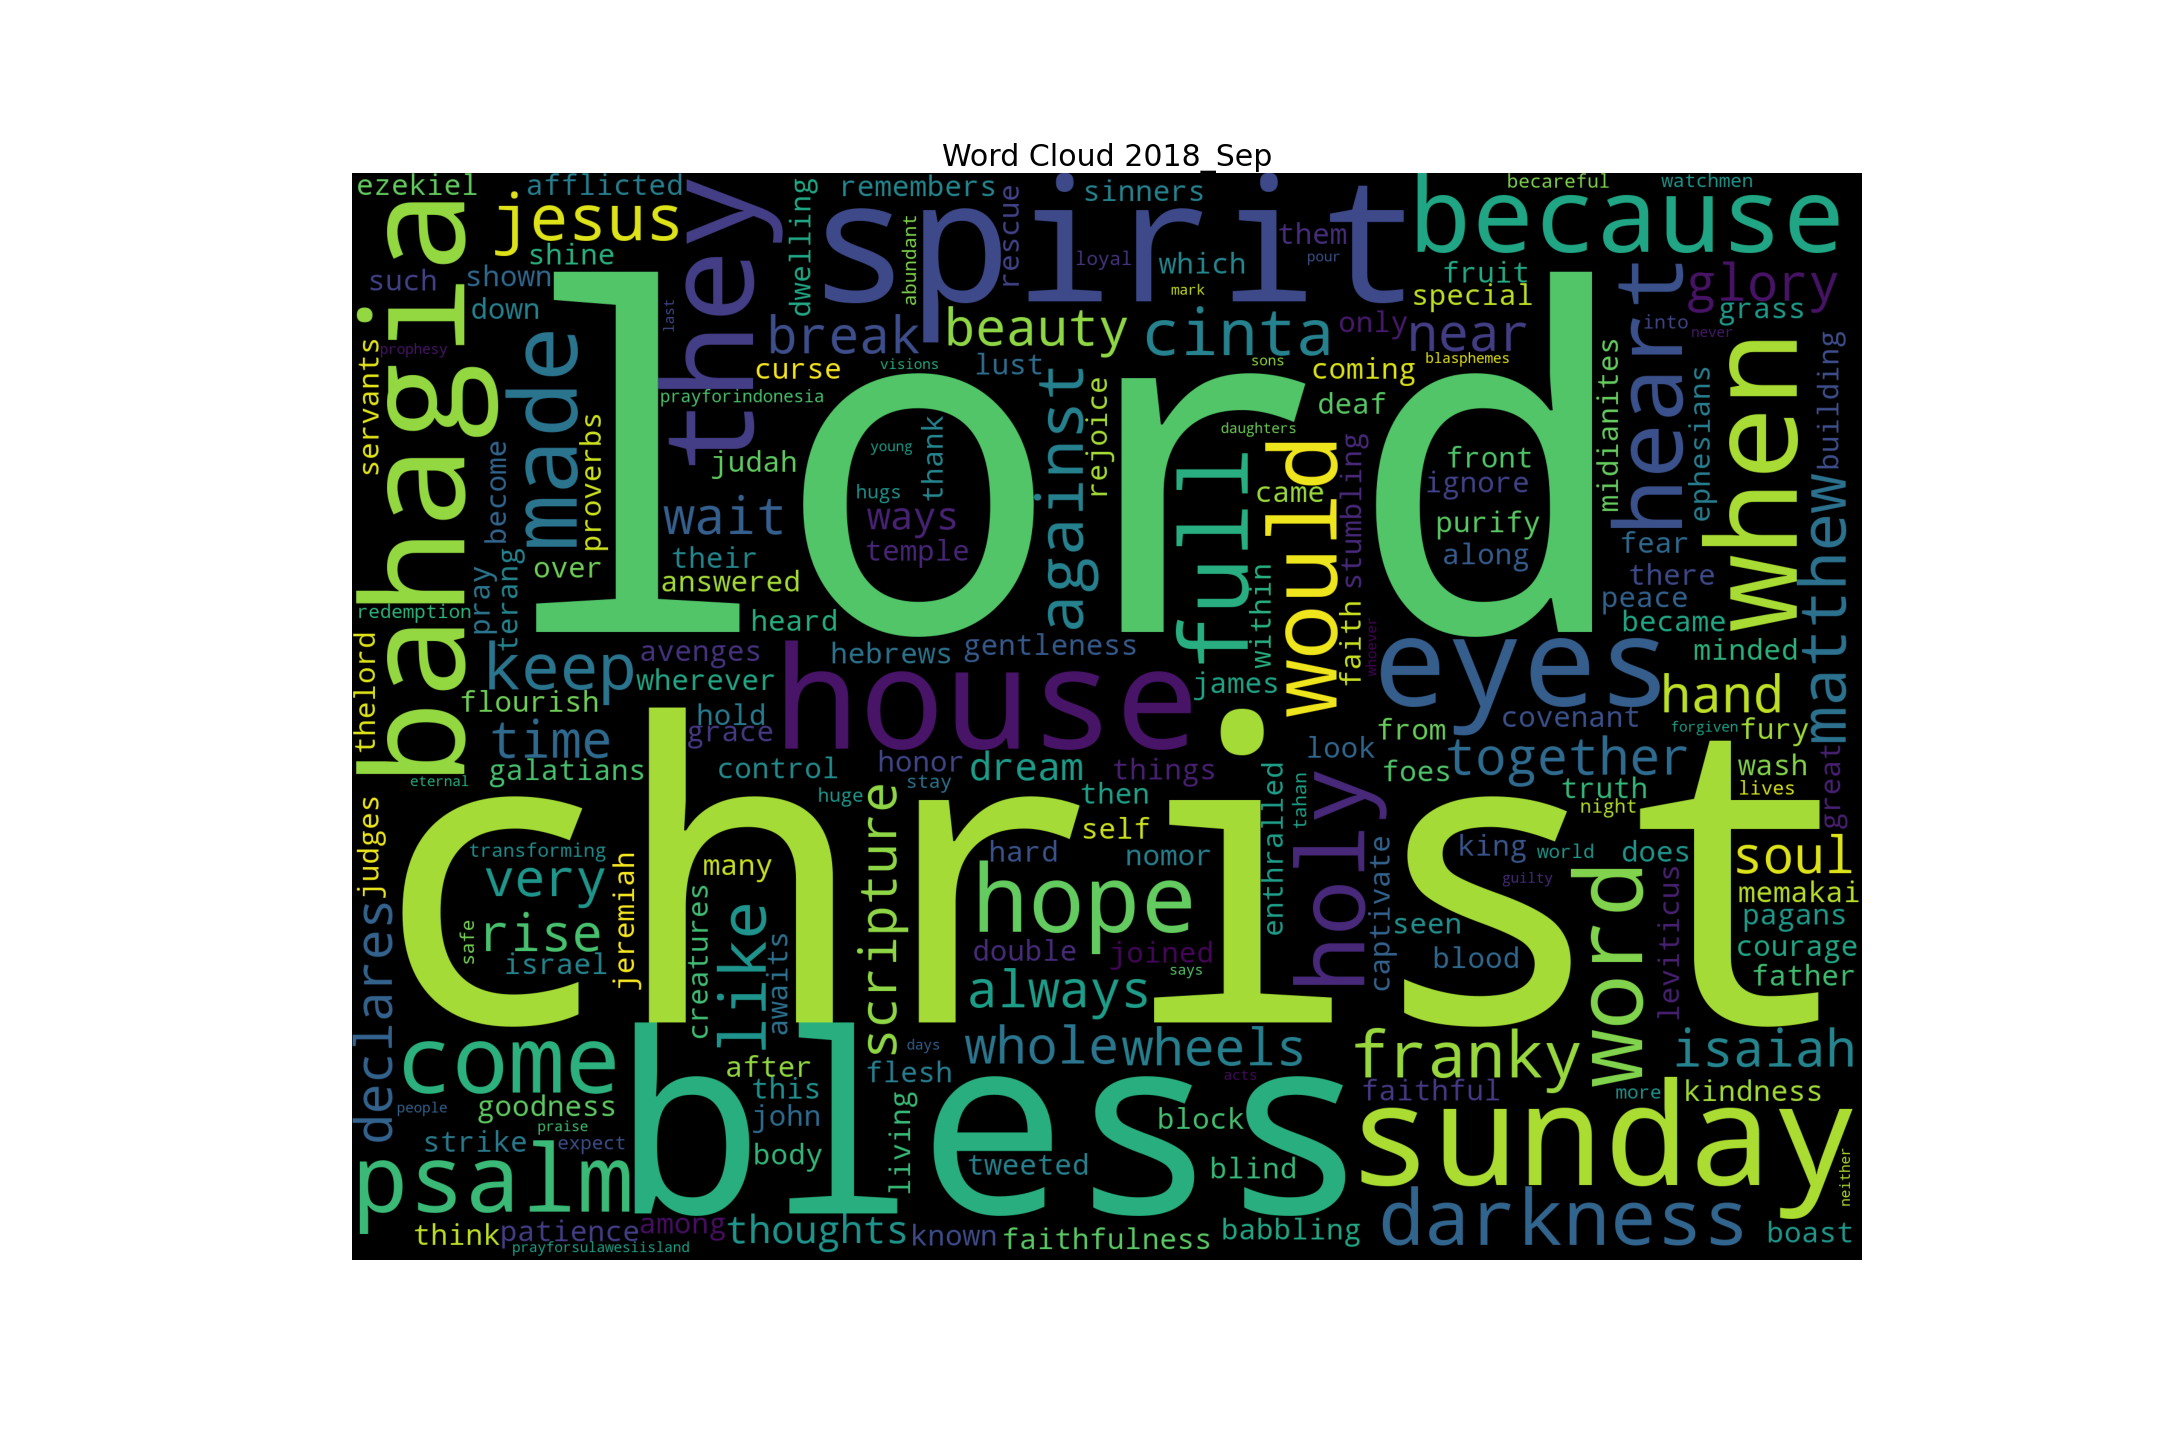 Word Cloud 2018_Sep
ezekiel
afflicted
remembers
sinners
becareful
watchmen
jesus
they
spirit
because
bahagia
shine
dwelling
abundant
rescue
loyal
which
them
pour
fruit
heart
glory
such
shown
down
mark
special
grass
last
break
beauty
cinta
only
near
into
never
servants
prophesy
made
lord
curse
visions
lust
sons
coming
blasphemes
midianites
when
building
prayforindonesia
rejoice
daughters
deaf
ephesians
become
proverbs
judah
young
thank
against
full
would
stumbling
front
hugs
came
ignore
matthew
wait
ways
purify
temple
their
along
fear
terang
over
answered
there
pray
within
faith
peace
redemption
heard
became
whoever
thelord
keep
avenges
hebrews
gentleness
house
eyes
minded
wherever
james
hand
flourish
hold
covenant
time
grace
christ
from
forgiven
fury
look
together
galatians
control
honor
dream
things
foes
wash
eternal
stay
enthralled
tahan
holy
truth
great
judges
huge
scripture
then
night
lives
self
transforming
hard
nomor
captivate
king
world
does
soul
very
many
hope
guilty
word
memakai
jeremiah
creatures
like
leviticus
pagans
declares
safe
rise
seen
israel
awaits
double
joined
blood
courage
says
father
always
come
bless
days
whole
wheels
franky
isaiah
after
flesh
acts
this
faithful
more
kindness
people
goodness
john
living
block
sunday
praise
strike
expect
body
tweeted
blind
neither
psalm
darkness
think
patience
among
thoughts
known
faithfulness
babbling
boast
prayforsulawesiisland